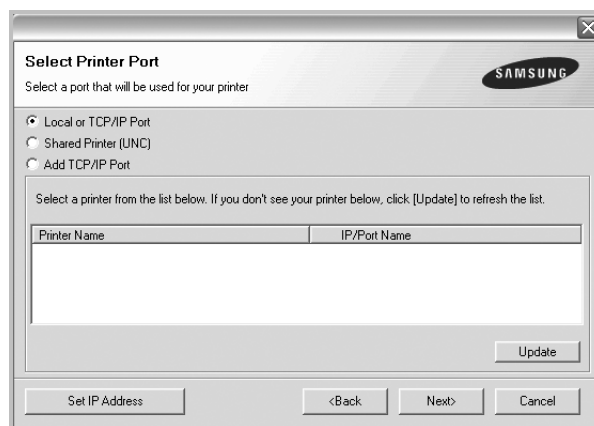 Select Printer Port
Select a port that will be used for your printer
SAMSUNG
Local or TCP/IP Port
Shared Printer (UNC)
Add TCP/IP Port
Select a printer from the list below. If you don't see your printer below, click [Update] to refresh the list.
Printer Name IP/Port Name
Update
Set IP Address <Back Next> Cancel